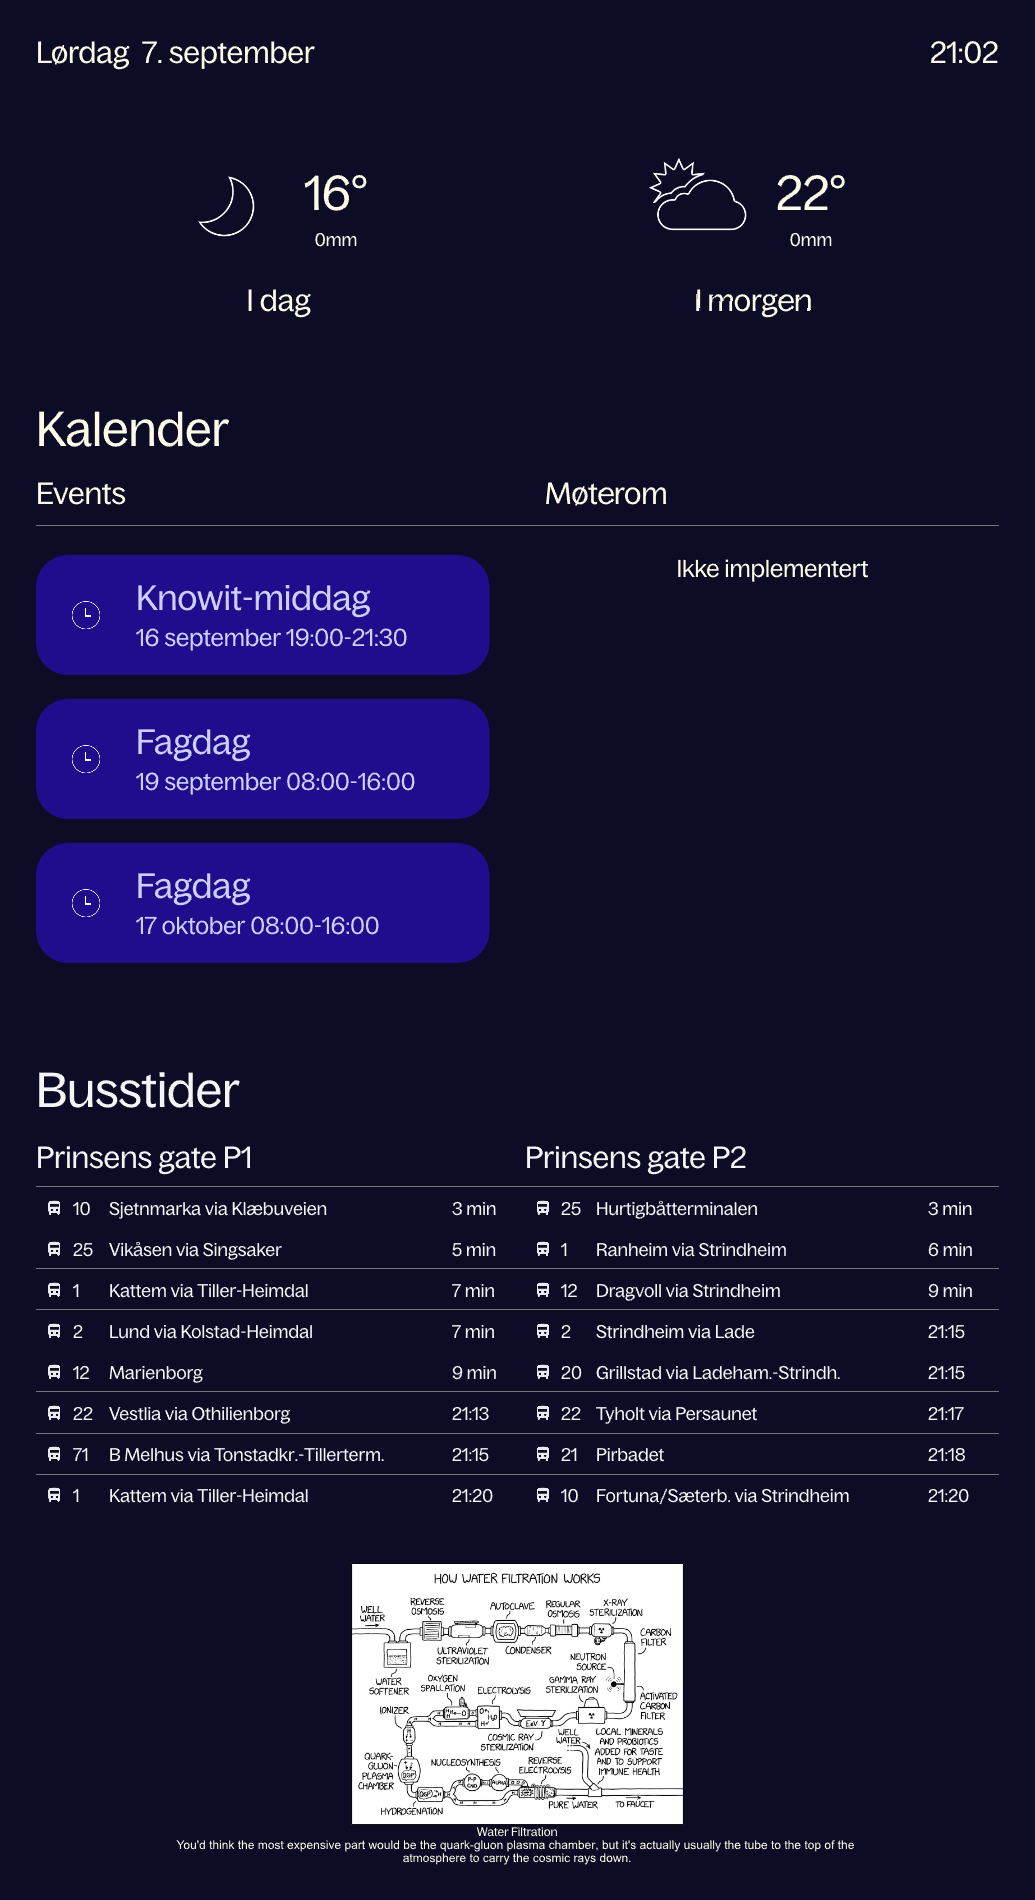 Lørdag 7. september
21:02
16°
0mm
I dag
22°
0mm
I morgen
Kalender
Events
Møterom
Knowit-middag
16 september 19:00-21:30
Fagdag
19 september 08:00-16:00
Fagdag
17 oktober 08:00-16:00
Ikke implementert
Busstider
Prinsens gate P1
10 Sjetnmarka via Klæbuveien 3 min
25 Vikåsen via Singsaker 5 min
1 Kattem via Tiller-Heimdal 7 min
2 Lund via Kolstad-Heimdal 7 min
12 Marienborg 9 min
22 Vestlia via Othilienborg 21:13
71 B Melhus via Tonstadkr.-Tillerterm. 21:15
1 Kattem via Tiller-Heimdal 21:20
Prinsens gate P2
25 Hurtigbåtterminalen 3 min
1 Ranheim via Strindheim 6 min
12 Dragvoll via Strindheim 9 min
2 Strindheim via Lade 21:15
20 Grillstad via Ladeham.-Strindh. 21:15
22 Tyholt via Persaunet 21:17
21 Pirbadet 21:18
10 Fortuna/Sæterb. via Strindheim 21:20
HOW WATER FILTRATION WORKS
WELL
WATER
REVERSE
OSMOSIS
AUTOCLAVE
REGULAR
OSMOSIS
X-RAY
STERILIZATION
CARBON
FILTER
ULTRAVIOLET
STERILIZATION
CONDENSER
WATER
SOFTENER
NEUTRON
SOURCE
OXYGEN
SPALLATION
ELECTROLYSIS
GAMMA RAY
STERILIZATION
ACTIVATED
CARBON
FILTER
IONIZER
COSMIC RAY
STERILIZATION
WELL
WATER
LOCAL MINERALS
AND PROBIOTICS
ADDED FOR TASTE
AND TO SUPPORT
IMMUNE HEALTH
QUARK-
GLUON-
PLASMA
CHAMBER
NUCLEOSYNTHESIS
REVERSE
ELECTROLYSIS
HYDROGENATION
PURE WATER
TO FAUCET
Water Filtration
You'd think the most expensive part would be the quark-gluon plasma chamber, but it's actually usually the tube to the top of the
atmosphere to carry the cosmic rays down.